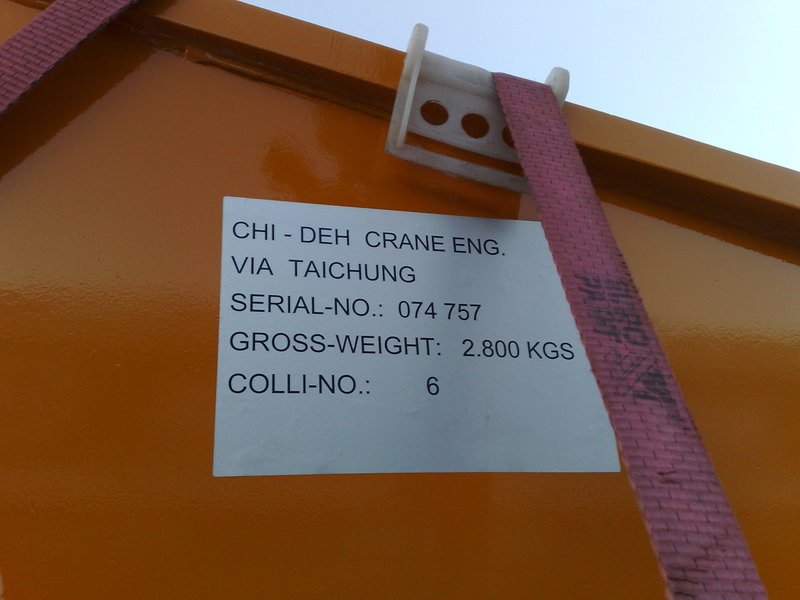 CHI - DEH CRANE ENG.
VIA TAICHUNG
SERIAL-NO.: 074 757
GROSS-WEIGHT: 2.800 KGS
COLLI-NO.: 6